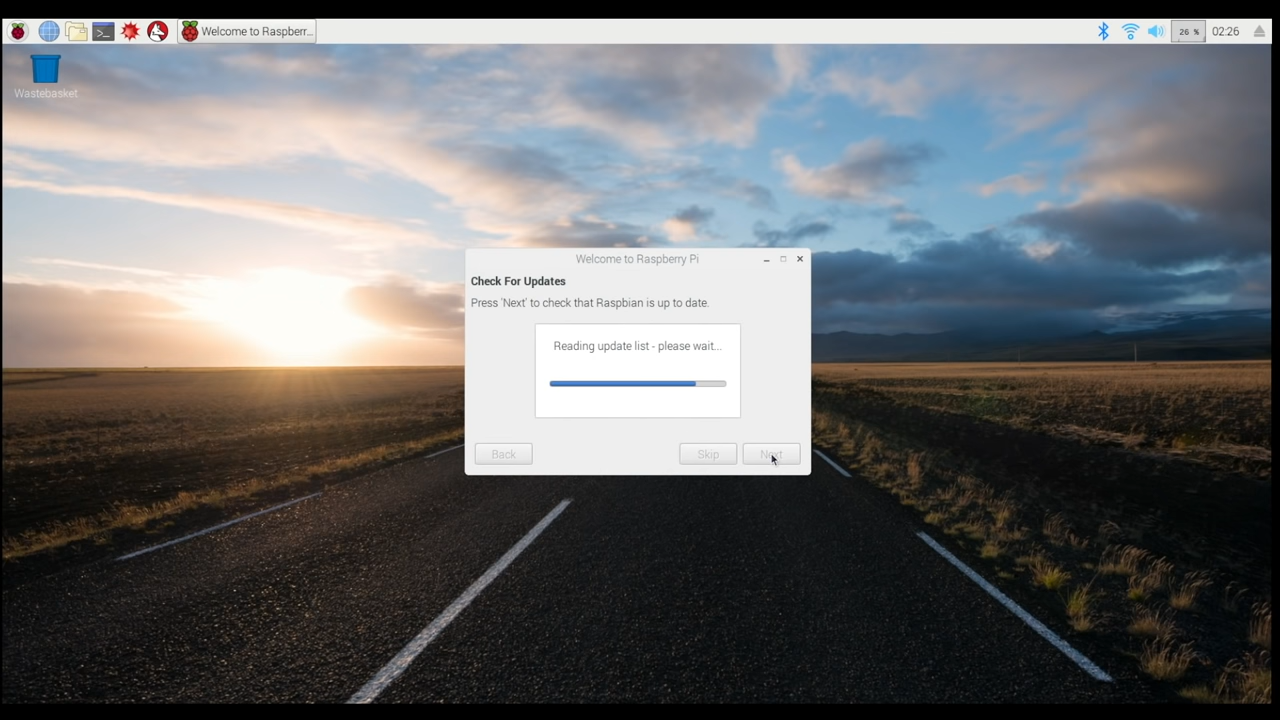 Welcome to Raspberr...
26 %
02:26
Wastebasket
Welcome to Raspberry Pi
Check For Updates
Press 'Next' to check that Raspbian is up to date.
Reading update list - please wait...
Back
Skip
Next